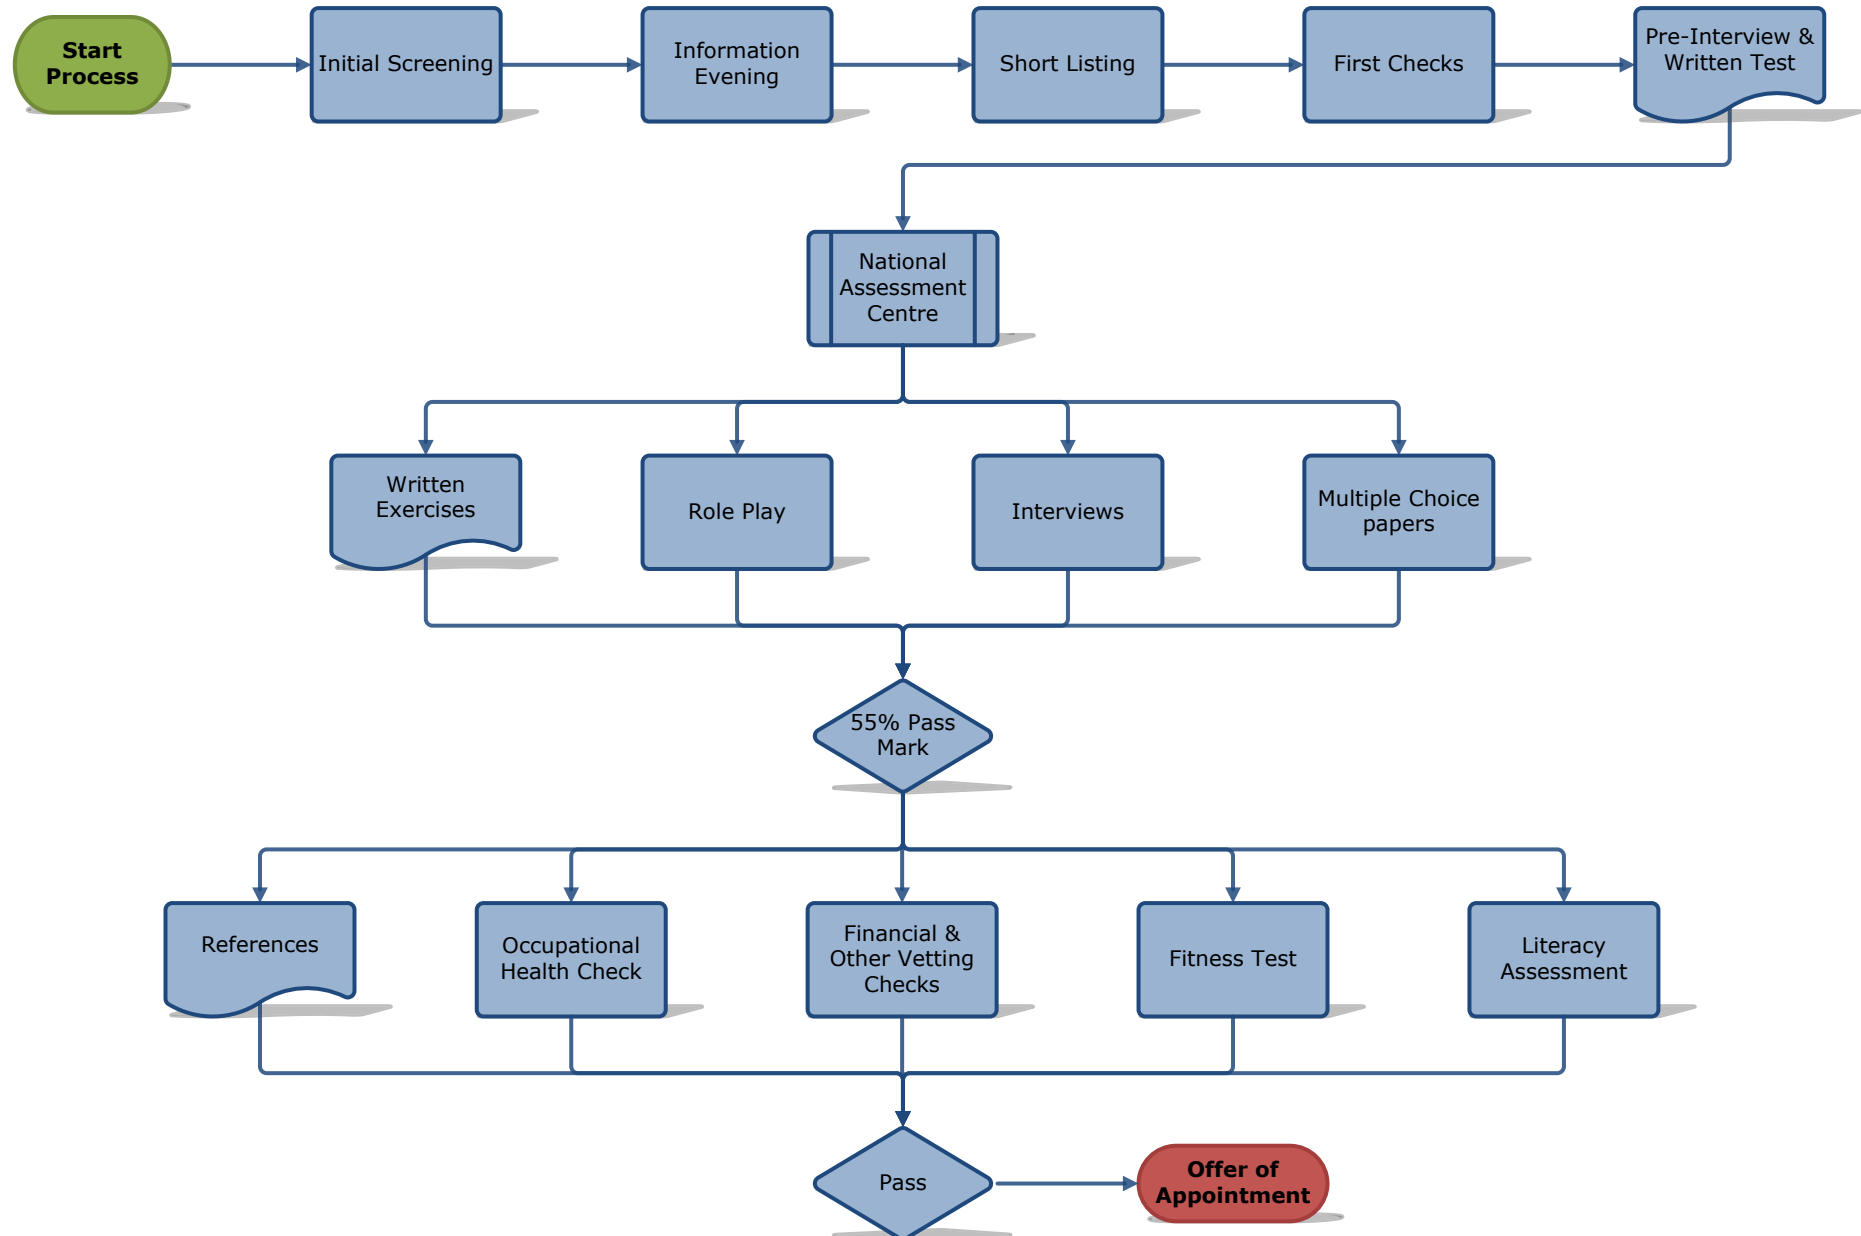 Start
Process
Initial Screening
Information
Evening
Short Listing
First Checks
Pre-Interview &
Written Test
National
Assessment
Centre
Written
Exercises
Role Play
Interviews
Multiple Choice
papers
55% Pass
Mark
References
Occupational
Health Check
Financial &
Other Vetting
Checks
Fitness Test
Literacy
Assessment
Pass
Offer of
Appointment